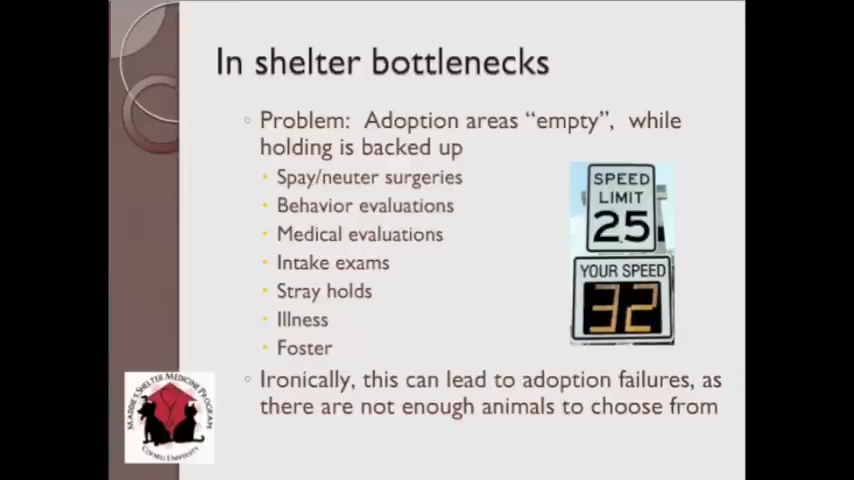 In shelter bottlenecks
Problem: Adoption areas “empty”, while
holding is backed up
Spay/neuter surgeries
Behavior evaluations
Medical evaluations
Intake exams
Stray holds
Illness
Foster
SPEED
LIMIT
25
YOUR SPEED
32
Ironically, this can lead to adoption failures, as
there are not enough animals to choose from
MADDIE'S SHELTER MEDICINE PROGRAM
CORNELL UNIVERSITY